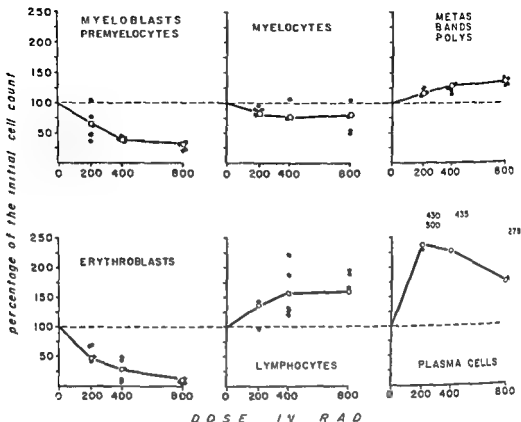 MYELOBLASTS
PREMYELOCYTES
MYELOCYTES
METAS
BANDS
POLYS
250
200
150
100
50
0 200 400 800
0 200 400 800
0 200 400 800
percentage of the initial cell count
ERYTHROBLASTS
LYMPHOCYTES
PLASMA CELLS
430
300
435
278
250
200
150
100
50
0 200 400 800
0 200 400 800
0 200 400 800
DOSE IN RAD